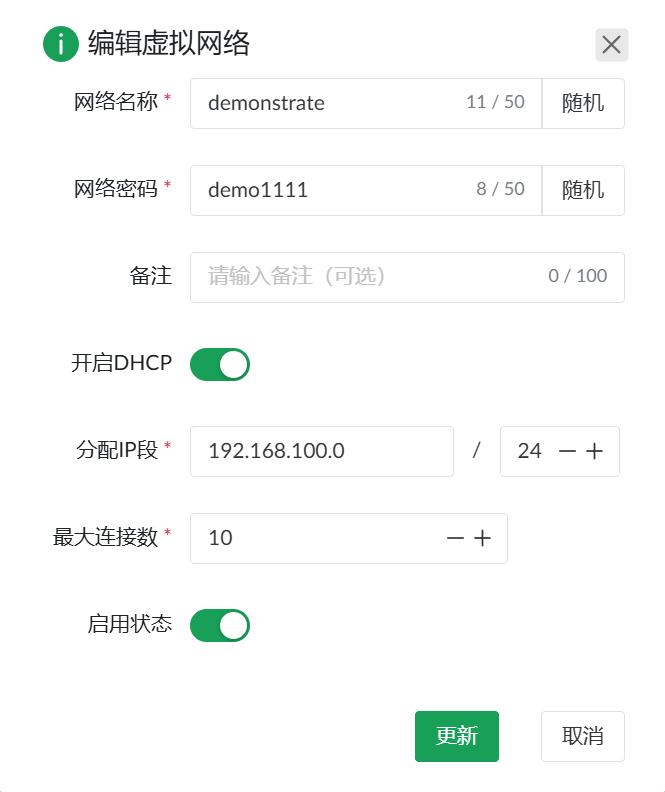 编辑虚拟网络
网络名称 * demonstrate 11 / 50 随机
网络密码 * demo1111 8 / 50 随机
备注 请输入备注（可选） 0 / 100
开启DHCP
分配IP段 * 192.168.100.0 / 24
最大连接数 * 10
启用状态
更新 取消